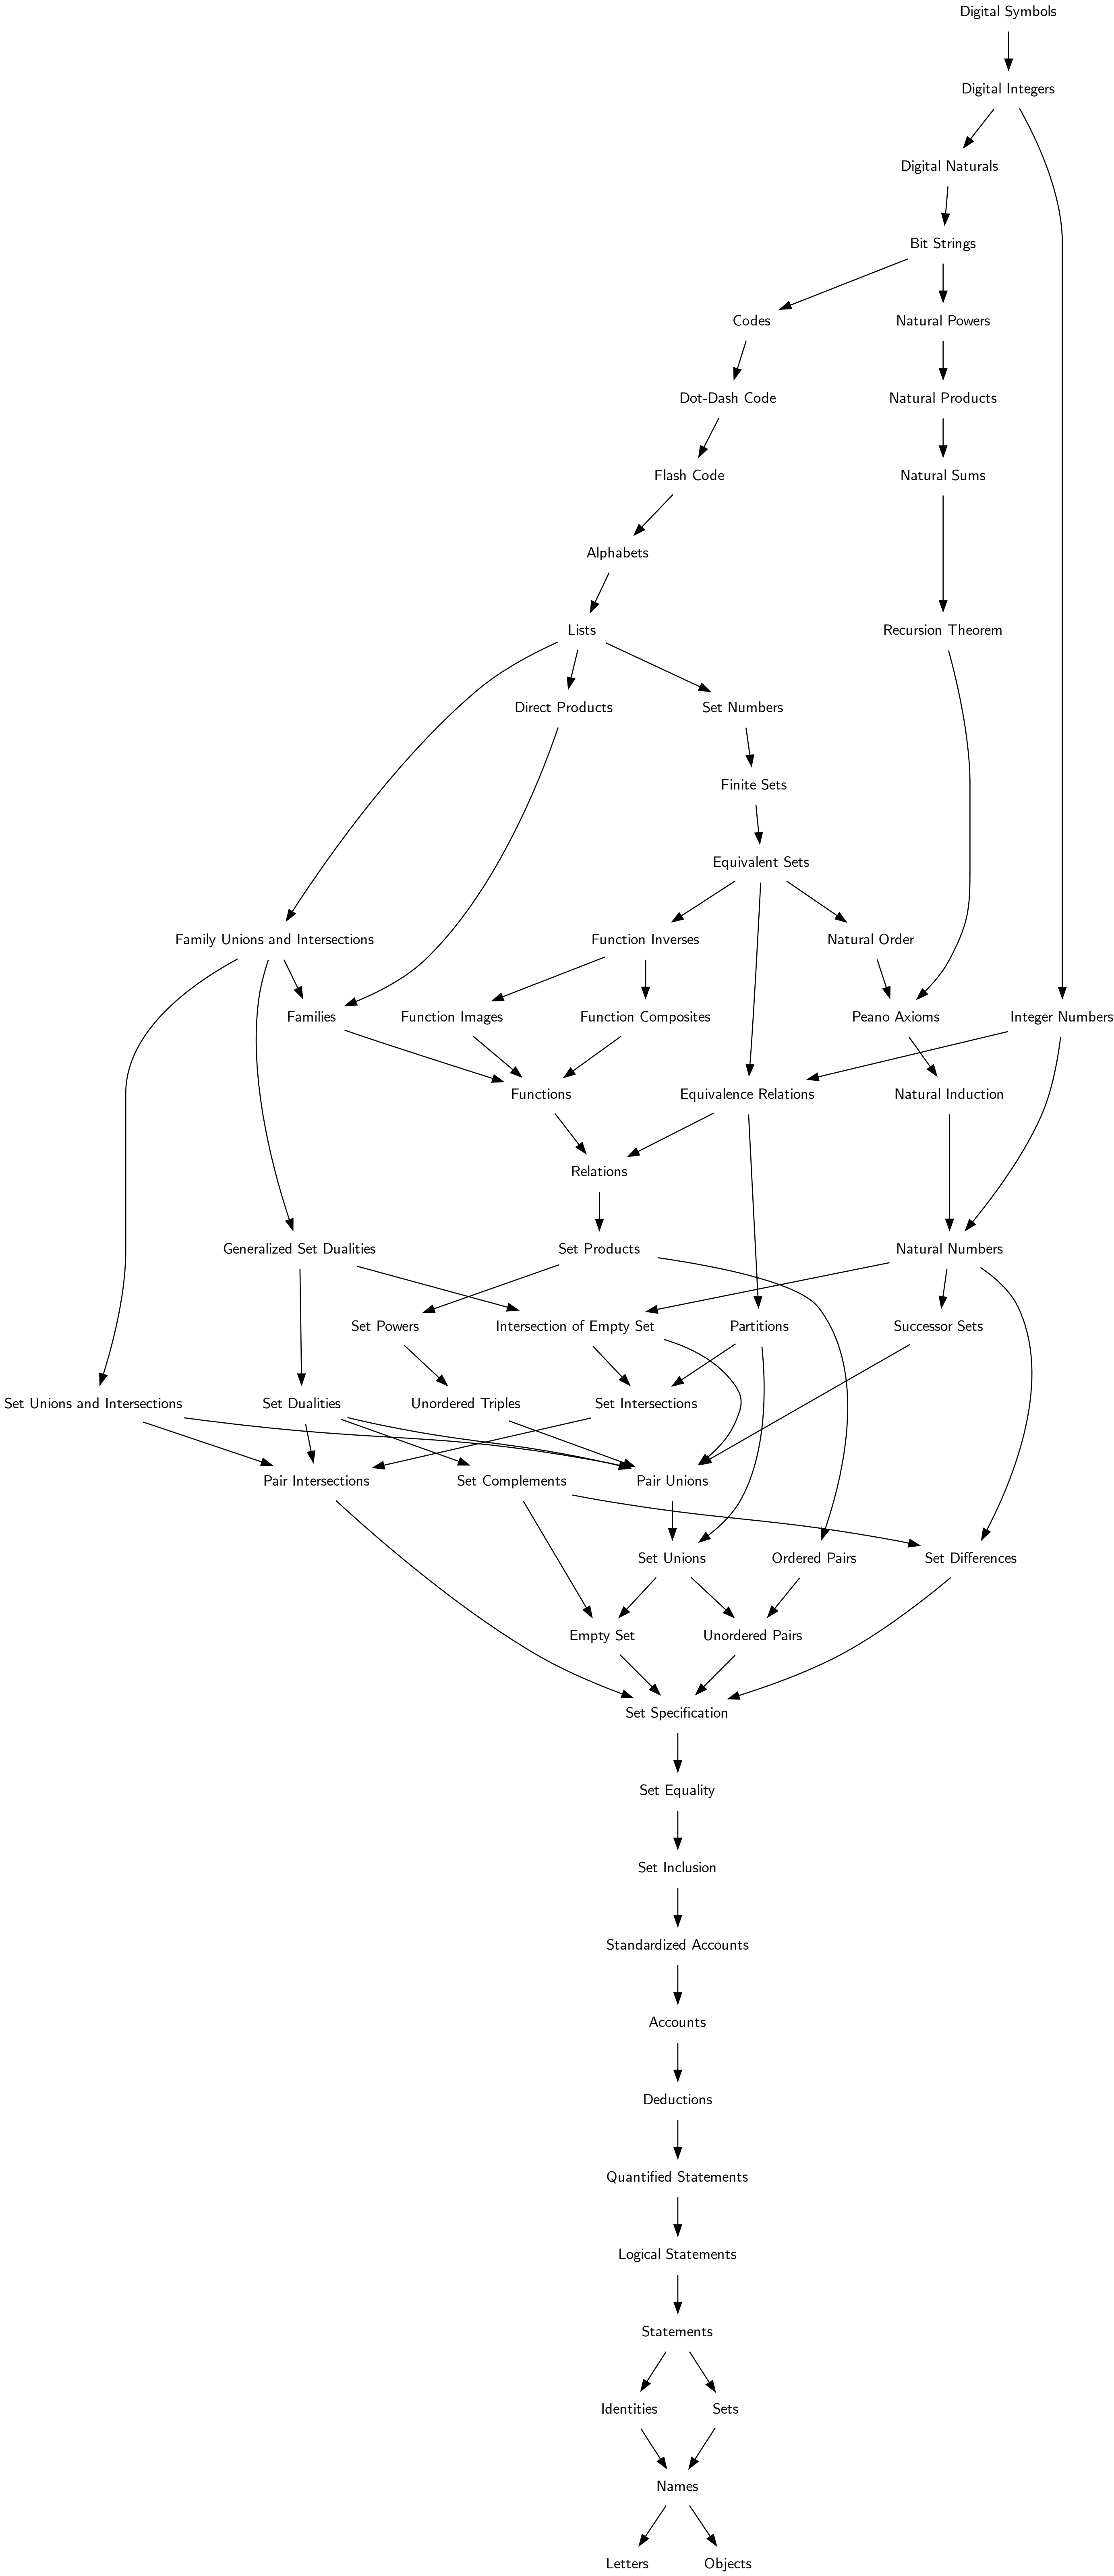 Digital Symbols
Digital Integers
Digital Naturals
Bit Strings
Codes
Natural Powers
Dot-Dash Code
Natural Products
Flash Code
Natural Sums
Alphabets
Lists
Recursion Theorem
Direct Products
Set Numbers
Finite Sets
Equivalent Sets
Family Unions and Intersections
Function Inverses
Natural Order
Families
Function Images
Function Composites
Peano Axioms
Integer Numbers
Functions
Equivalence Relations
Natural Induction
Relations
Generalized Set Dualities
Set Products
Natural Numbers
Set Powers
Intersection of Empty Set
Partitions
Successor Sets
Set Unions and Intersections
Set Dualities
Unordered Triples
Set Intersections
Pair Intersections
Set Complements
Pair Unions
Set Unions
Ordered Pairs
Set Differences
Empty Set
Unordered Pairs
Set Specification
Set Equality
Set Inclusion
Standardized Accounts
Accounts
Deductions
Quantified Statements
Logical Statements
Statements
Identities
Sets
Names
Letters
Objects